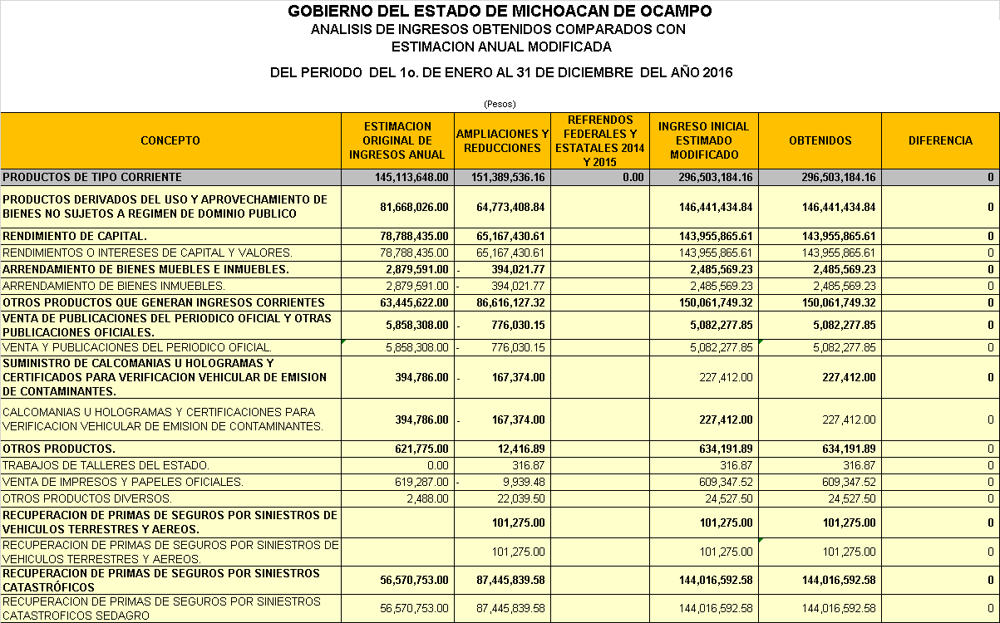 GOBIERNO DEL ESTADO DE MICHOACAN DE OCAMPO
ANALISIS DE INGRESOS OBTENIDOS COMPARADOS CON
ESTIMACION ANUAL MODIFICADA
DEL PERIODO DEL 1o. DE ENERO AL 31 DE DICIEMBRE DEL AÑO 2016
(Pesos)
CONCEPTO
ESTIMACION
ORIGINAL DE
INGRESOS ANUAL
AMPLIACIONES Y
REDUCCIONES
REFRENDOS
FEDERALES Y
ESTATALES 2014
Y 2015
INGRESO INICIAL
ESTIMADO
MODIFICADO
OBTENIDOS
DIFERENCIA
PRODUCTOS DE TIPO CORRIENTE 145,113,648.00 151,389,536.16 0.00 296,503,184.16 296,503,184.16 0
PRODUCTOS DERIVADOS DEL USO Y APROVECHAMIENTO DE
BIENES NO SUJETOS A REGIMEN DE DOMINIO PUBLICO 81,668,026.00 64,773,408.84 146,441,434.84 146,441,434.84 0
RENDIMIENTO DE CAPITAL. 78,788,435.00 65,167,430.61 143,955,865.61 143,955,865.61 0
RENDIMIENTOS O INTERESES DE CAPITAL Y VALORES. 78,788,435.00 65,167,430.61 143,955,865.61 143,955,865.61 0
ARRENDAMIENTO DE BIENES MUEBLES E INMUEBLES. 2,879,591.00 - 394,021.77 2,485,569.23 2,485,569.23 0
ARRENDAMIENTO DE BIENES INMUEBLES. 2,879,591.00 - 394,021.77 2,485,569.23 2,485,569.23 0
OTROS PRODUCTOS QUE GENERAN INGRESOS CORRIENTES 63,445,622.00 86,616,127.32 150,061,749.32 150,061,749.32 0
VENTA DE PUBLICACIONES DEL PERIODICO OFICIAL Y OTRAS
PUBLICACIONES OFICIALES. 5,858,308.00 - 776,030.15 5,082,277.85 5,082,277.85 0
VENTA Y PUBLICACIONES DEL PERIODICO OFICIAL. 5,858,308.00 - 776,030.15 5,082,277.85 5,082,277.85 0
SUMINISTRO DE CALCOMANIAS U HOLOGRAMAS Y
CERTIFICADOS PARA VERIFICACION VEHICULAR DE EMISION
DE CONTAMINANTES. 394,786.00 - 167,374.00 227,412.00 227,412.00 0
CALCOMANIAS U HOLOGRAMAS Y CERTIFICACIONES PARA
VERIFICACION VEHICULAR DE EMISION DE CONTAMINANTES. 394,786.00 - 167,374.00 227,412.00 227,412.00 0
OTROS PRODUCTOS. 621,775.00 12,416.89 634,191.89 634,191.89 0
TRABAJOS DE TALLERES DEL ESTADO. 0.00 316.87 316.87 316.87 0
VENTA DE IMPRESOS Y PAPELES OFICIALES. 619,287.00 - 9,939.48 609,347.52 609,347.52 0
OTROS PRODUCTOS DIVERSOS. 2,488.00 22,039.50 24,527.50 24,527.50 0
RECUPERACION DE PRIMAS DE SEGUROS POR SINIESTROS DE
VEHICULOS TERRESTRES Y AEREOS. 101,275.00 101,275.00 101,275.00 0
RECUPERACION DE PRIMAS DE SEGUROS POR SINIESTROS DE
VEHICULOS TERRESTRES Y AEREOS. 101,275.00 101,275.00 101,275.00 0
RECUPERACION DE PRIMAS DE SEGUROS POR SINIESTROS
CATASTRÓFICOS 56,570,753.00 87,445,839.58 144,016,592.58 144,016,592.58 0
RECUPERACION DE PRIMAS DE SEGUROS POR SINIESTROS
CATASTROFICOS SEDAGRO 56,570,753.00 87,445,839.58 144,016,592.58 144,016,592.58 0